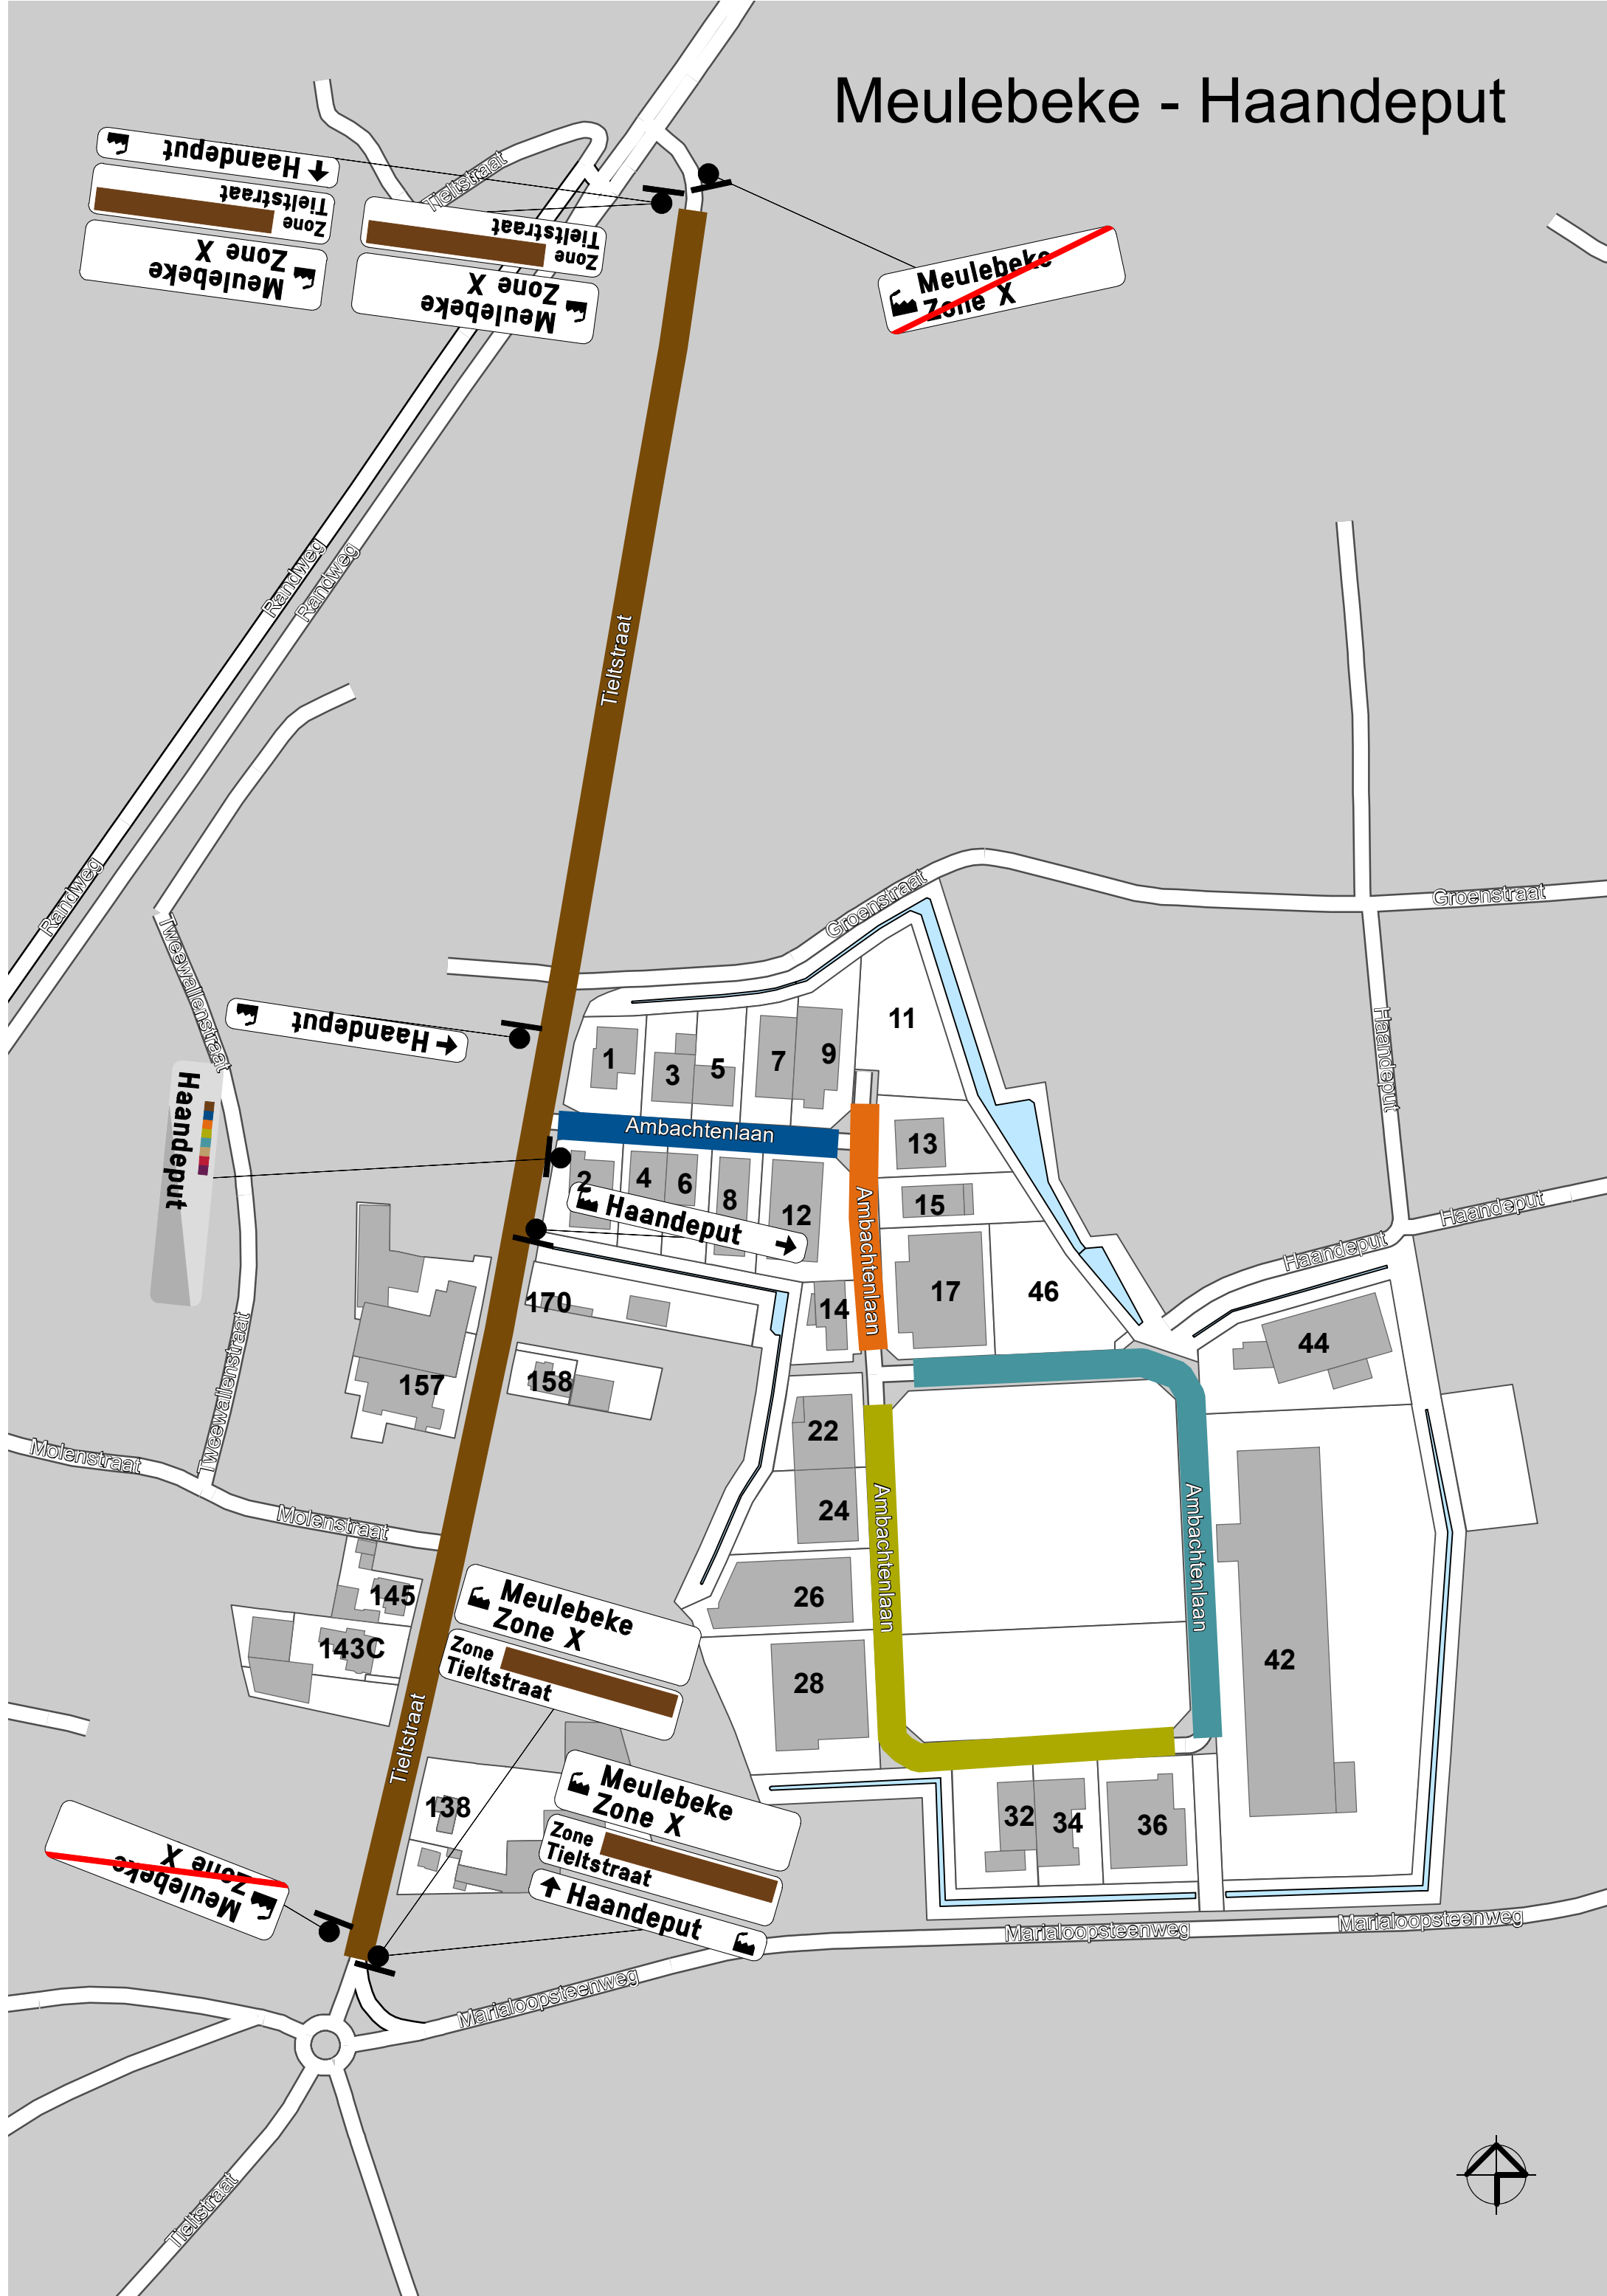 Meulebeke - Haandeput
Haandeput
Zone
Tieltstraat
Meulebeke
Zone X
Tieltstraat
Zone
Tieltstraat
Meulebeke
Zone X
Meulebeke
Zone X
Randweg
Randweg
Tieltstraat
Randweg
Groenstraat
Groenstraat
Tweewallenstraat
Haandeput
Haandeput
Haandeput
11
1
3
5
7
9
Ambachtenlaan
13
2
4
6
8
12
15
Haandeput
Ambachtenlaan
Haandeput
Haandeput
170
14
17
46
44
157
158
Tweewallenstraat
22
Molenstraat
24
Molenstraat
Ambachtenlaan
Ambachtenlaan
145
26
143C
Meulebeke
Zone X
Zone
Tieltstraat
28
42
Tieltstraat
138
Meulebeke
Zone X
Zone
Tieltstraat
Haandeput
32
34
36
Meulebeke
Zone X
Marialoopsteenweg
Marialoopsteenweg
Marialoopsteenweg
Tieltstraat